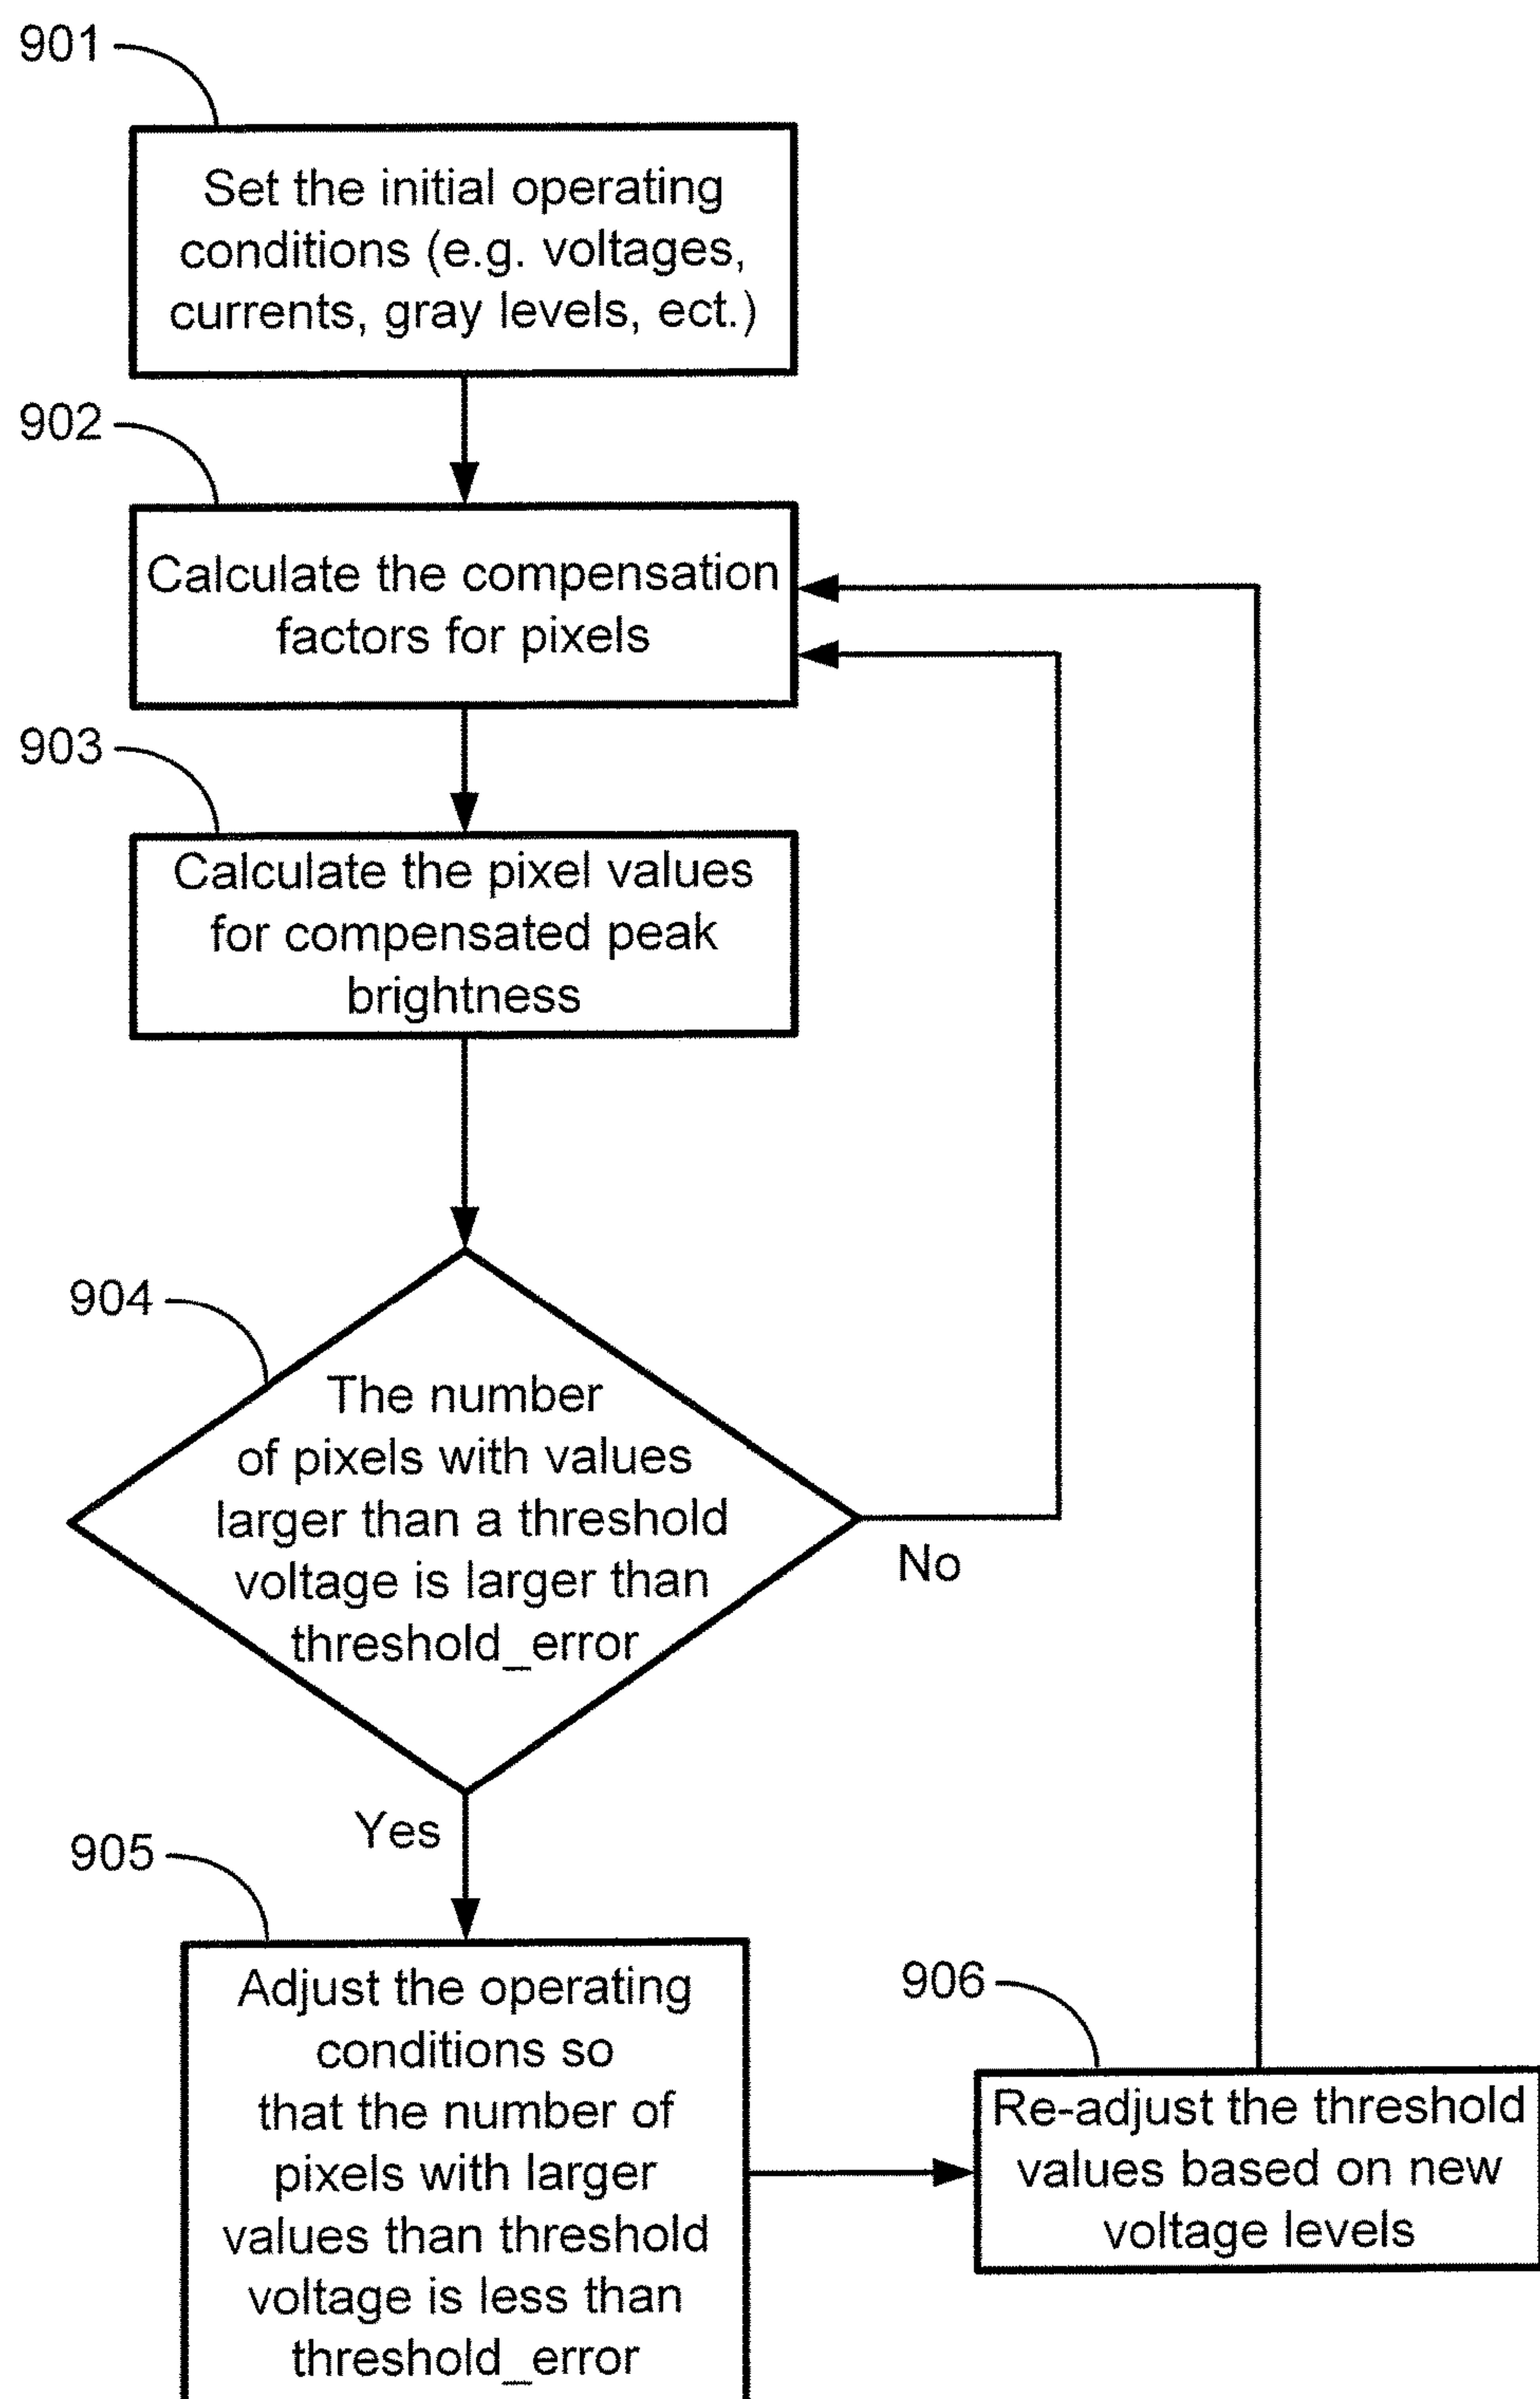 901
Set the initial operating
conditions (e.g. voltages,
currents, gray levels, ect.)
902
Calculate the compensation
factors for pixels
903
Calculate the pixel values
for compensated peak
brightness
904
The number
of pixels with values
larger than a threshold
voltage is larger than
threshold_error
No
Yes
905
Adjust the operating
conditions so
that the number of
pixels with larger
values than threshold
voltage is less than
threshold_error
906
Re-adjust the threshold
values based on new
voltage levels